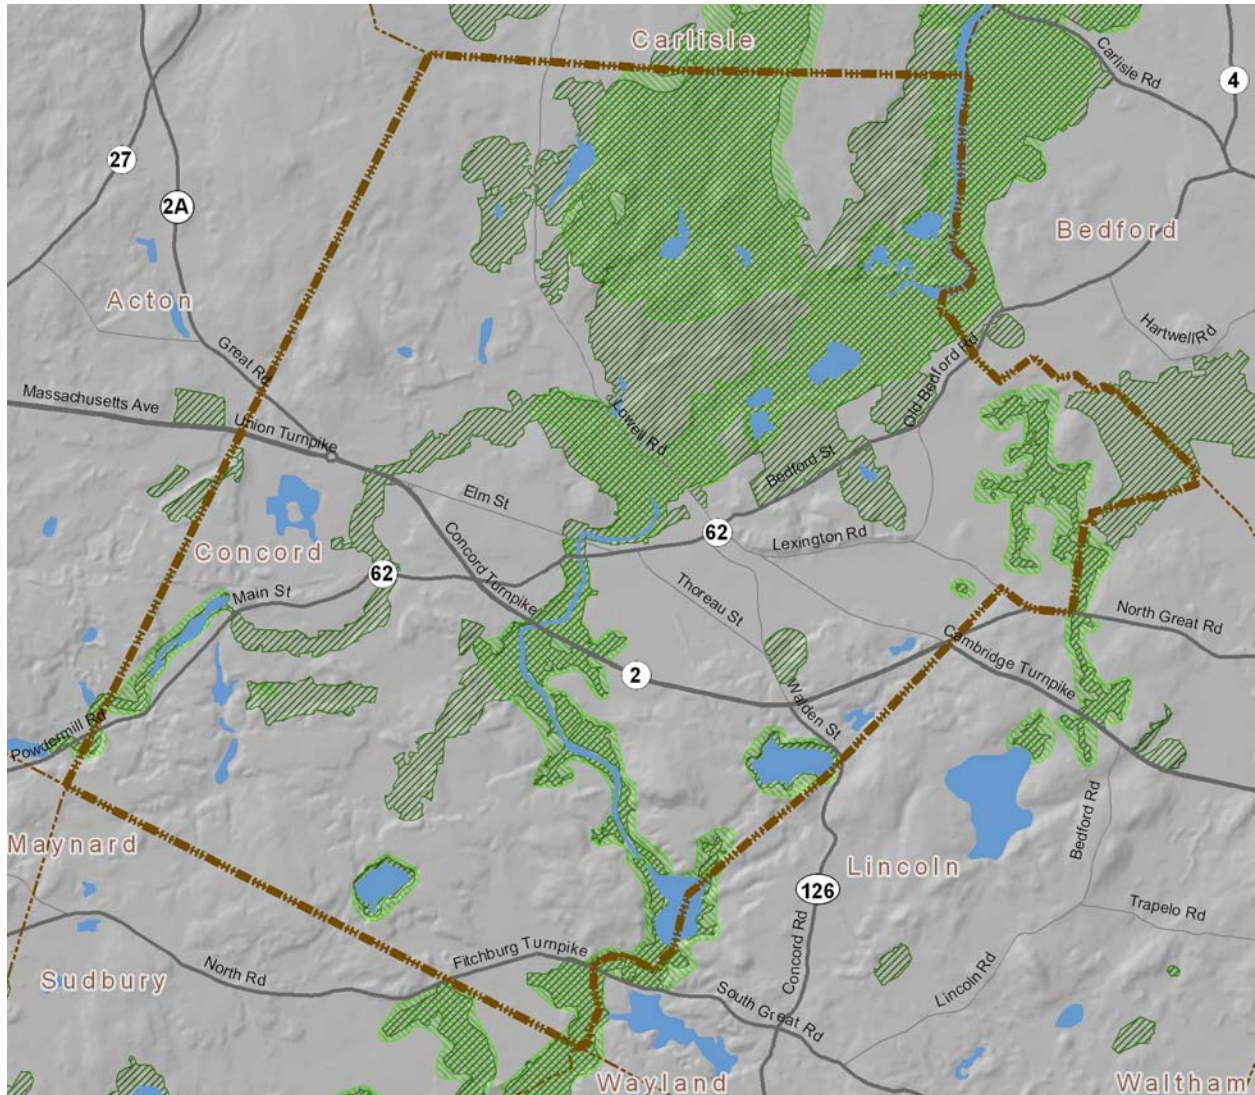 Carlisle
Carlisle Rd
4
27
2A
Bedford
Acton
Hartwell Rd
Great Rd
Old Bedford Rd
Massachusetts Ave
Union Turnpike
Lowell Rd
Bedford St
Elm St
62
Lexington Rd
Concord
Concord Turnpike
62
Main St
Thoreau St
North Great Rd
Cambridge Turnpike
2
Walden St
Powdermill Rd
Bedford Rd
Maynard
Lincoln
126
Trapelo Rd
Fitchburg Turnpike
North Rd
Concord Rd
Lincoln Rd
Sudbury
South Great Rd
Wayland
Waltham